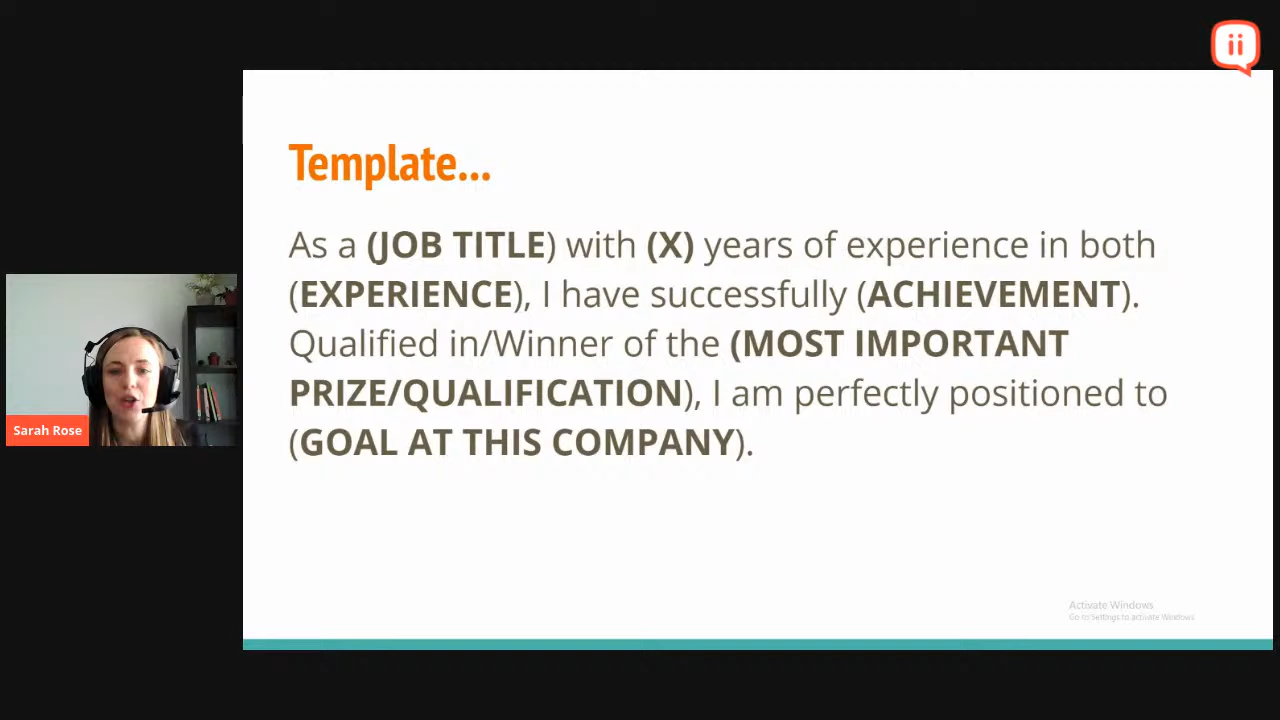 Template...
As a (JOB TITLE) with (X) years of experience in both
(EXPERIENCE), I have successfully (ACHIEVEMENT).
Qualified in/Winner of the (MOST IMPORTANT
PRIZE/QUALIFICATION), I am perfectly positioned to
(GOAL AT THIS COMPANY).
Sarah Rose
Activate Windows
Go to Settings to activate Windows